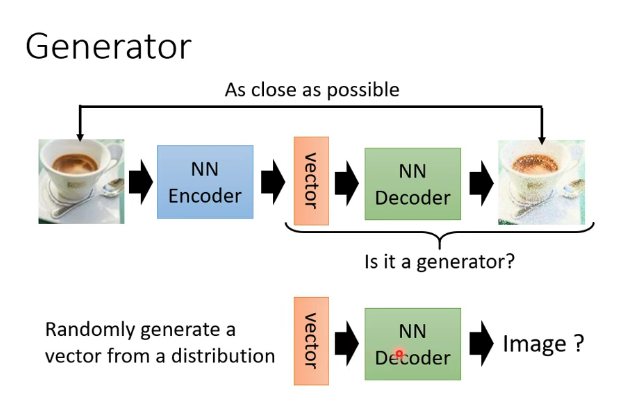 Generator
As close as possible
NN
Encoder
vector
NN
Decoder
Is it a generator?
Randomly generate a
vector from a distribution
vector
NN
Decoder
Image ?